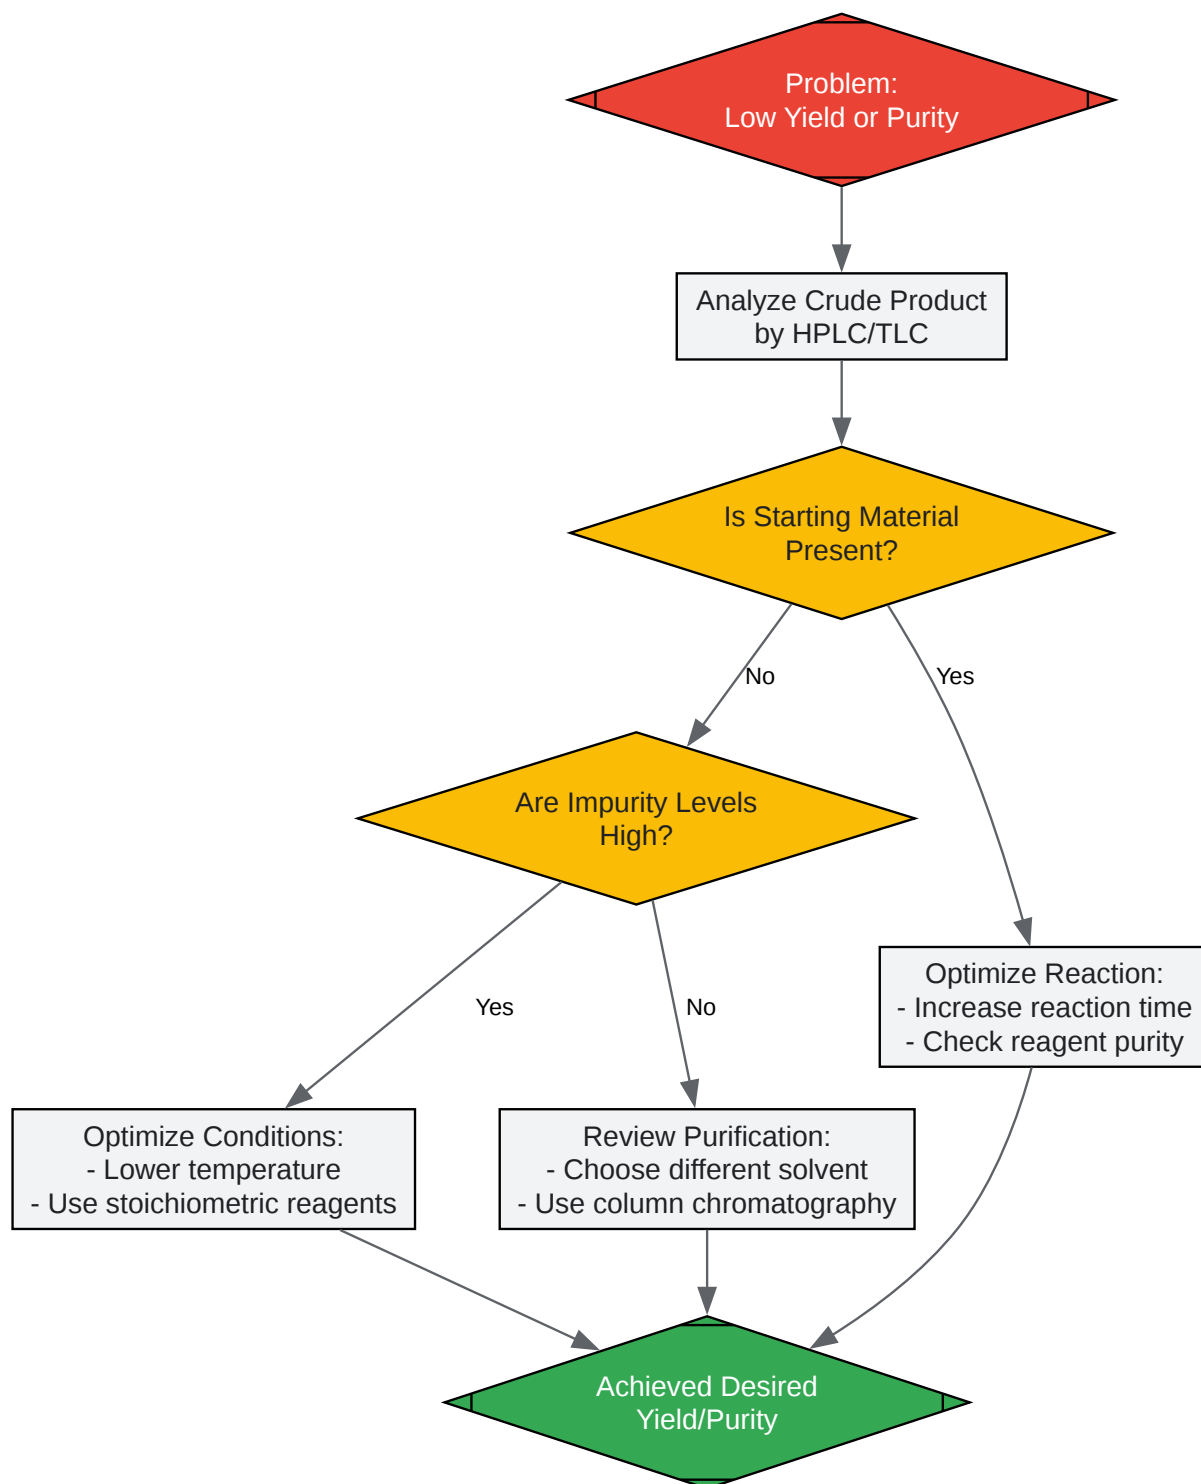 Problem:
Low Yield or Purity
Analyze Crude Product
by HPLC/TLC
Is Starting Material
Present?
No
Yes
Are Impurity Levels
High?
Yes
No
Optimize Reaction:
- Increase reaction time
- Check reagent purity
Optimize Conditions:
- Lower temperature
- Use stoichiometric reagents
Review Purification:
- Choose different solvent
- Use column chromatography
Achieved Desired
Yield/Purity